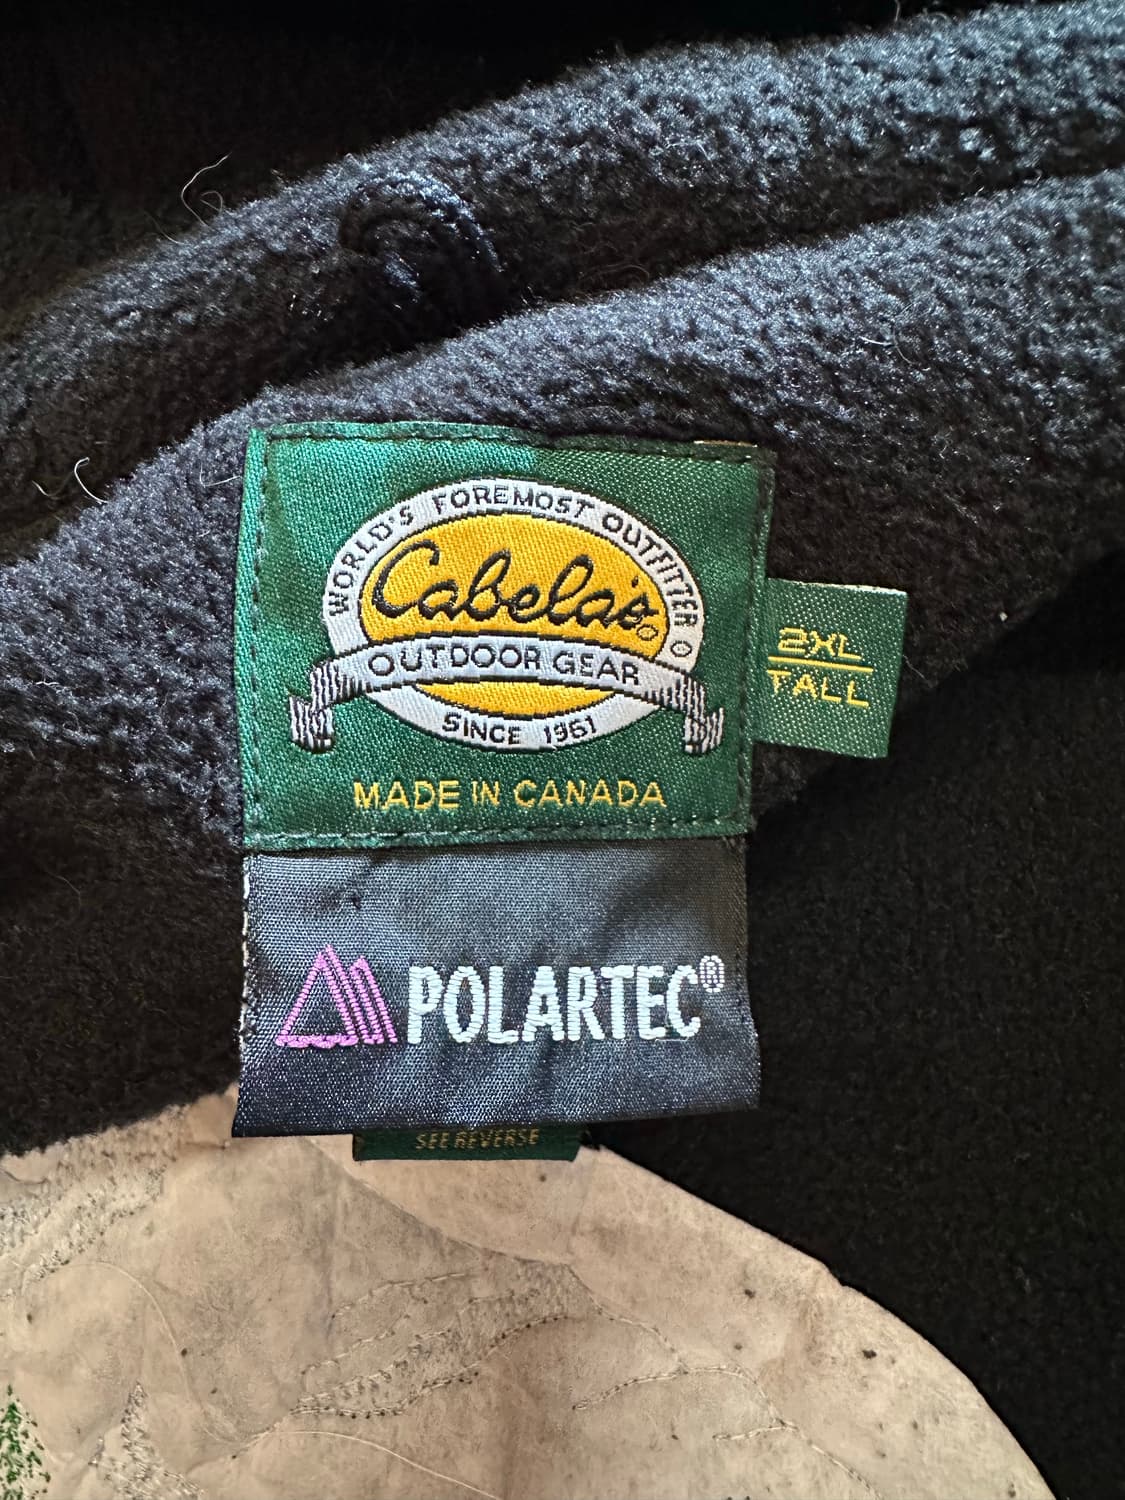 WORLD'S FOREMOST OUTFITTER ®
Cabela's®
OUTDOOR GEAR
SINCE 1961
MADE IN CANADA
2XL
TALL
POLARTEC®
SEE REVERSE